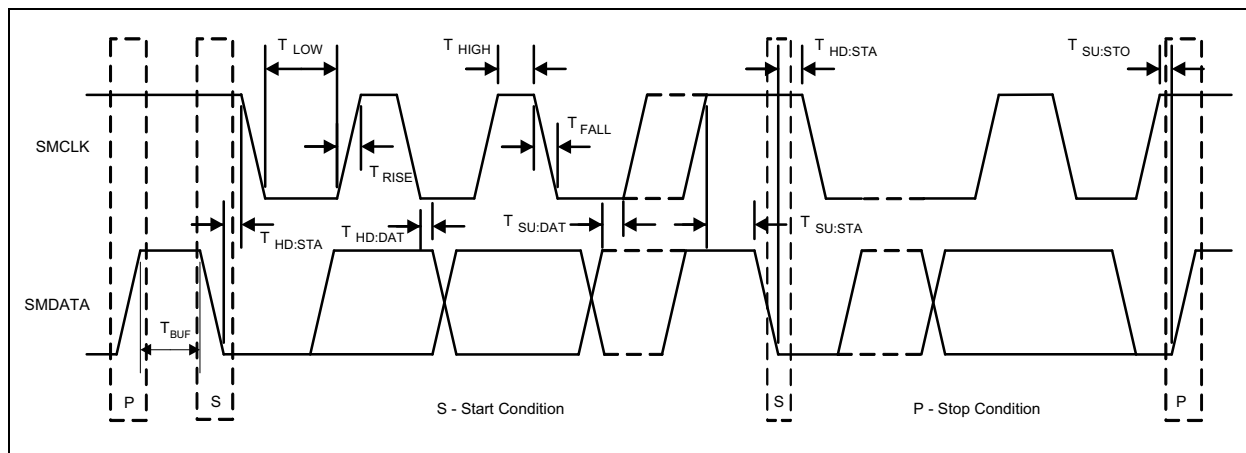 T LOW
T HIGH
T HD:STA
T SU:STO
SMCLK
T FALL
T RISE
T HD:STA
T HD:DAT
T SU:DAT
T SU:STA
SMDATA
T BUF
P
S
S - Start Condition
S
P - Stop Condition
P